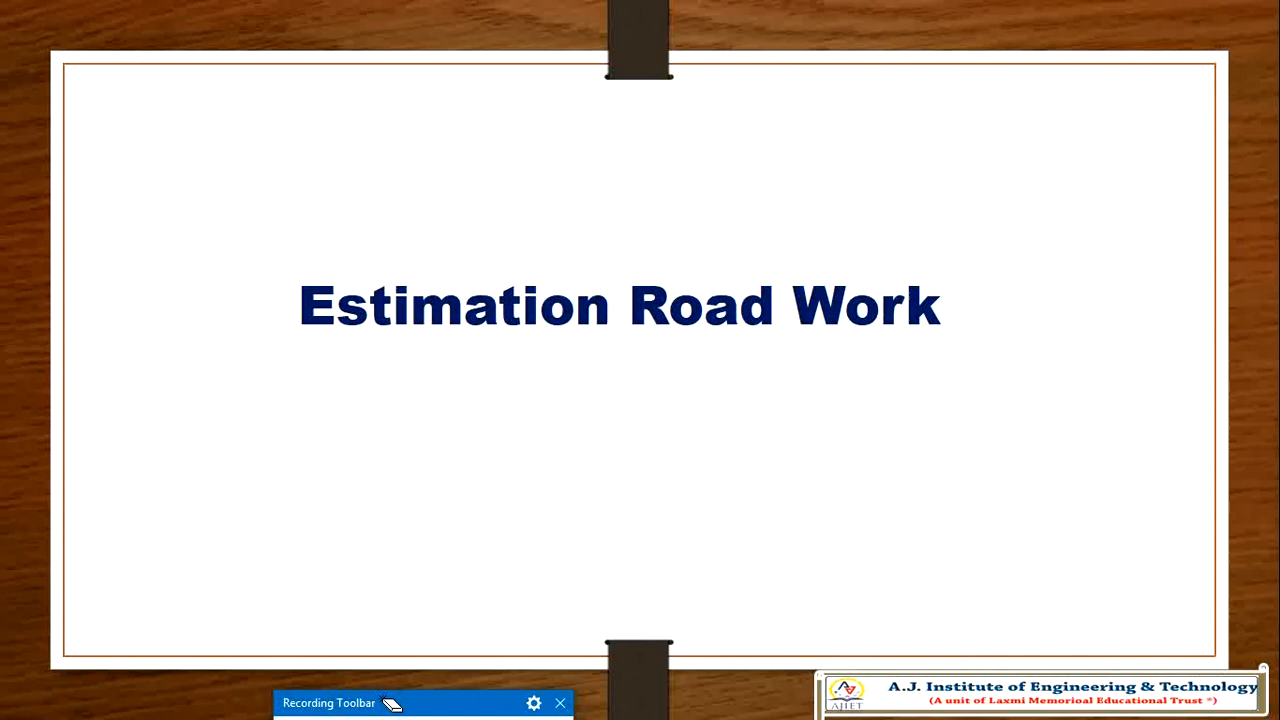 Estimation Road Work
Recording Toolbar
A.J. Institute of Engineering & Technology
(A unit of Laxmi Memorioal Educational Trust ®)
AJIET